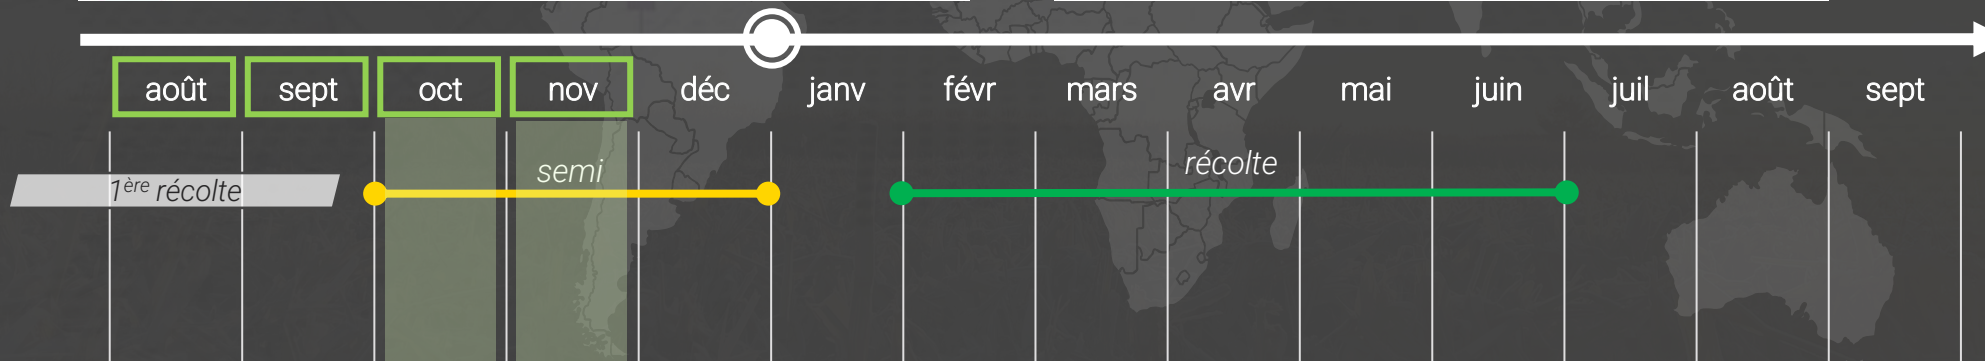 août sept oct nov déc janv févr mars avr mai juin juil août sept
semi
récolte
1ère récolte